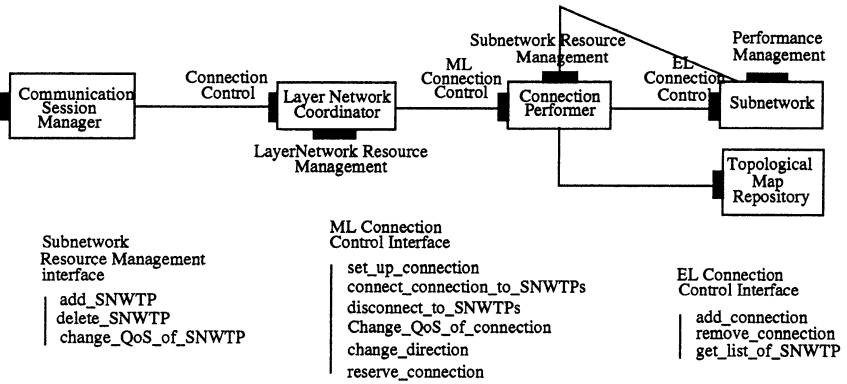 Subnetwork Resource
Management
Performance
Management
ML
Connection
Control
EL
Connection
Control
Connection
Control
Communication
Session
Manager
Layer Network
Coordinator
Connection
Performer
Subnetwork
LayerNetwork Resource
Management
Topological
Map
Repository
Subnetwork
Resource Management
interface
add_SNWTP
delete_SNWTP
change_QoS_of_SNWTP
ML Connection
Control Interface
set_up_connection
connect_connection_to_SNWTPs
disconnect_to_SNWTPs
Change_QoS_of_connection
change_direction
reserve_connection
EL Connection
Control Interface
add_connection
remove_connection
get_list_of_SNWTP